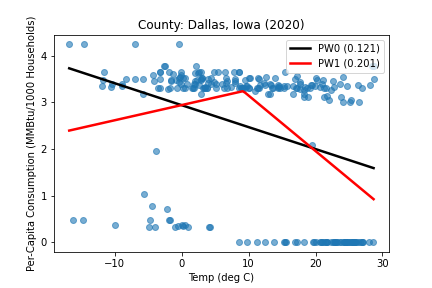 County: Dallas, Iowa (2020)
PW0 (0.121)
PW1 (0.201)
Per-Capita Consumption (MMBtu/1000 Households)
4
3
2
1
0
−10
0
10
20
30
Temp (deg C)